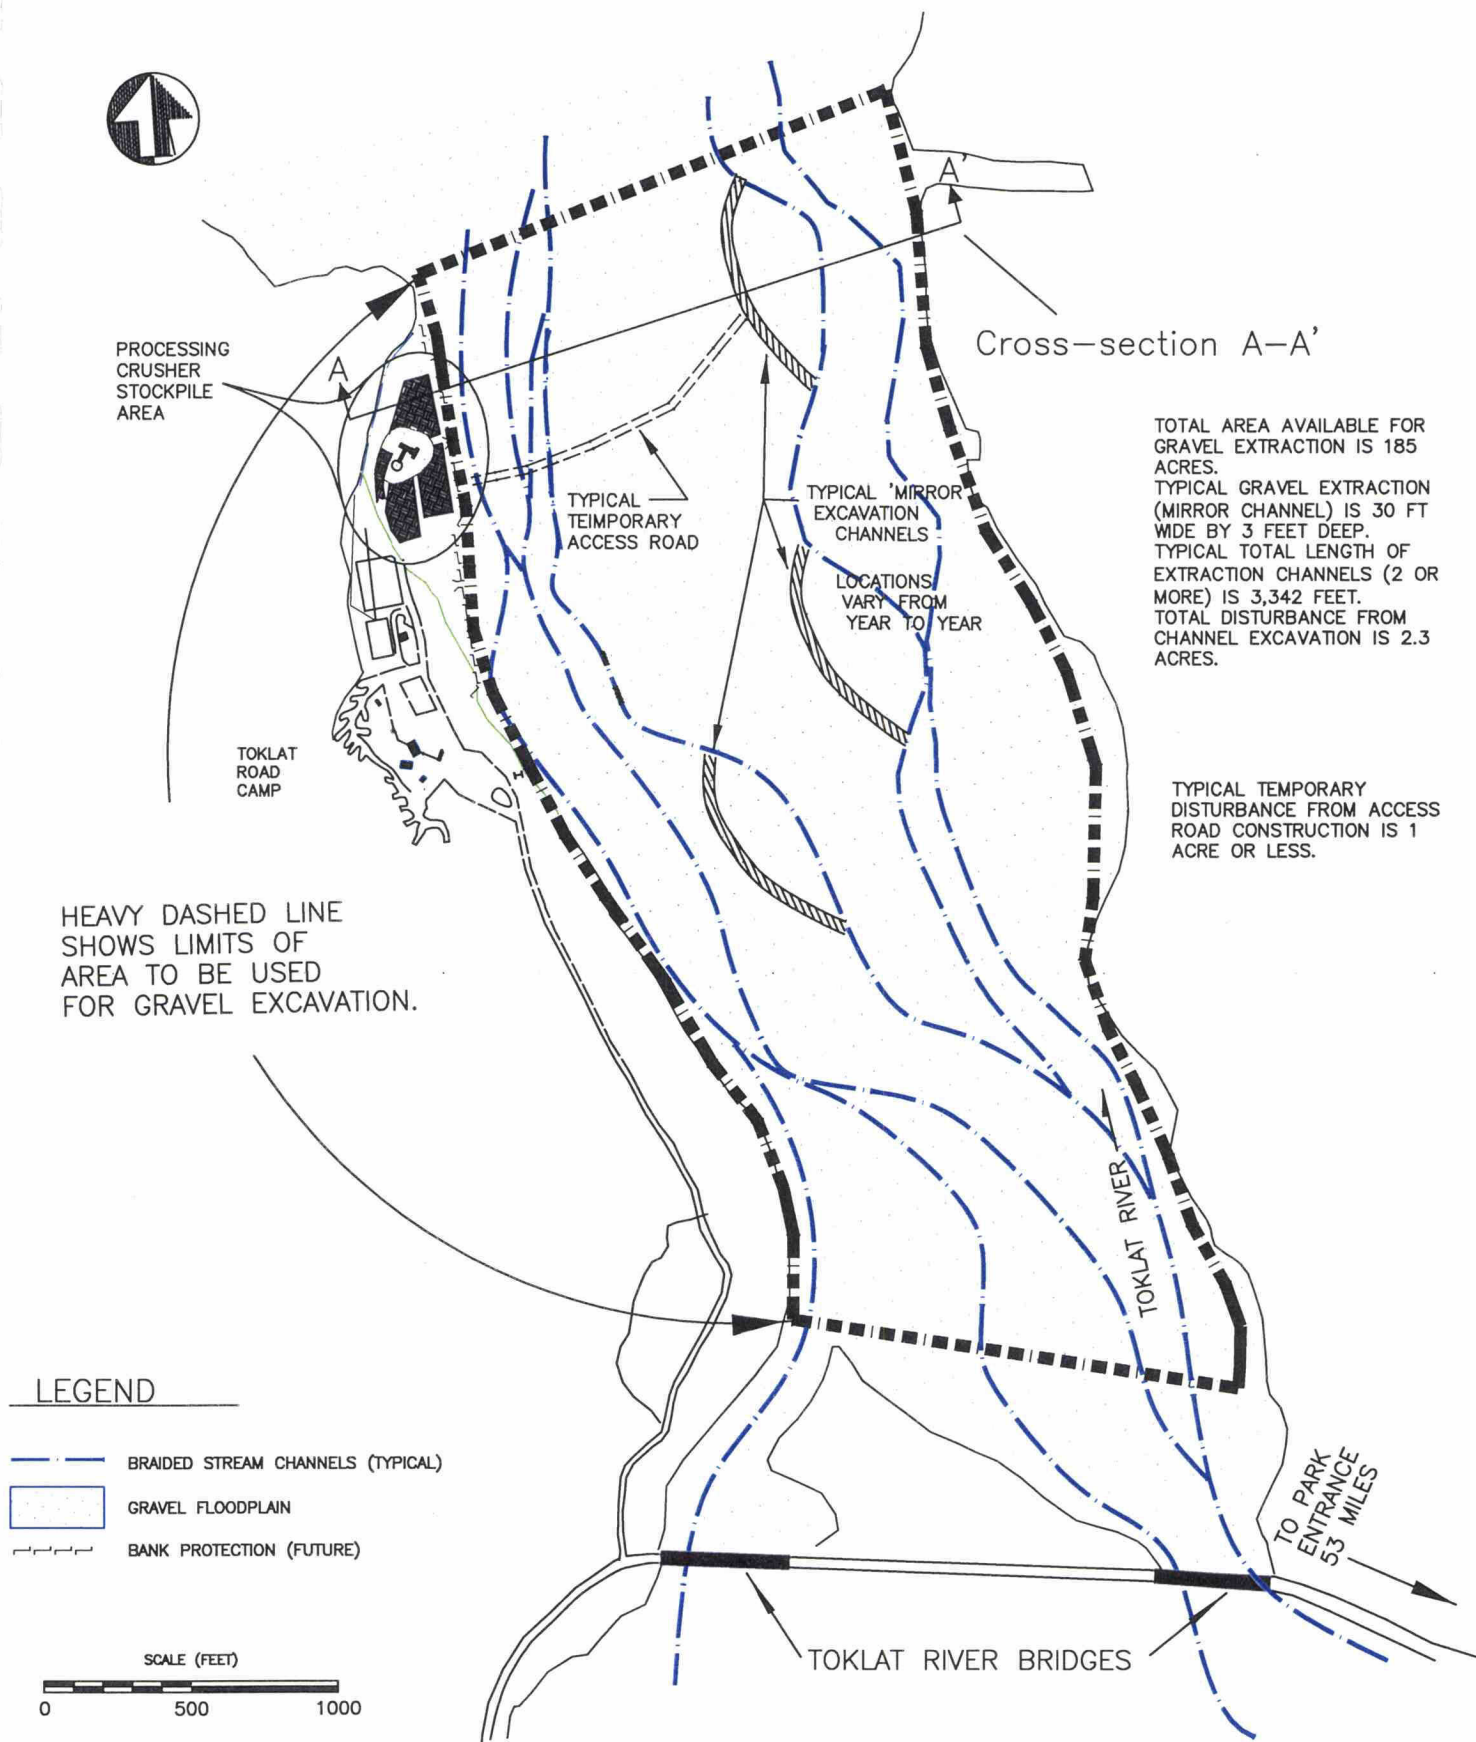 A'
Cross-section A-A'
PROCESSING
CRUSHER
STOCKPILE
AREA
A
TOTAL AREA AVAILABLE FOR
GRAVEL EXTRACTION IS 185
ACRES.
TYPICAL GRAVEL EXTRACTION
(MIRROR CHANNEL) IS 30 FT
WIDE BY 3 FEET DEEP.
TYPICAL TOTAL LENGTH OF
EXTRACTION CHANNELS (2 OR
MORE) IS 3,342 FEET.
TOTAL DISTURBANCE FROM
CHANNEL EXCAVATION IS 2.3
ACRES.
TYPICAL
TEIMPORARY
ACCESS ROAD
TYPICAL 'MIRROR
EXCAVATION
CHANNELS
LOCATIONS
VARY FROM
YEAR TO YEAR
TOKLAT
ROAD
CAMP
TYPICAL TEMPORARY
DISTURBANCE FROM ACCESS
ROAD CONSTRUCTION IS 1
ACRE OR LESS.
HEAVY DASHED LINE
SHOWS LIMITS OF
AREA TO BE USED
FOR GRAVEL EXCAVATION.
TOKLAT RIVER
LEGEND
BRAIDED STREAM CHANNELS (TYPICAL)
GRAVEL FLOODPLAIN
BANK PROTECTION (FUTURE)
TO PARK
ENTRANCE
53 MILES
TOKLAT RIVER BRIDGES
SCALE (FEET)
0 500 1000